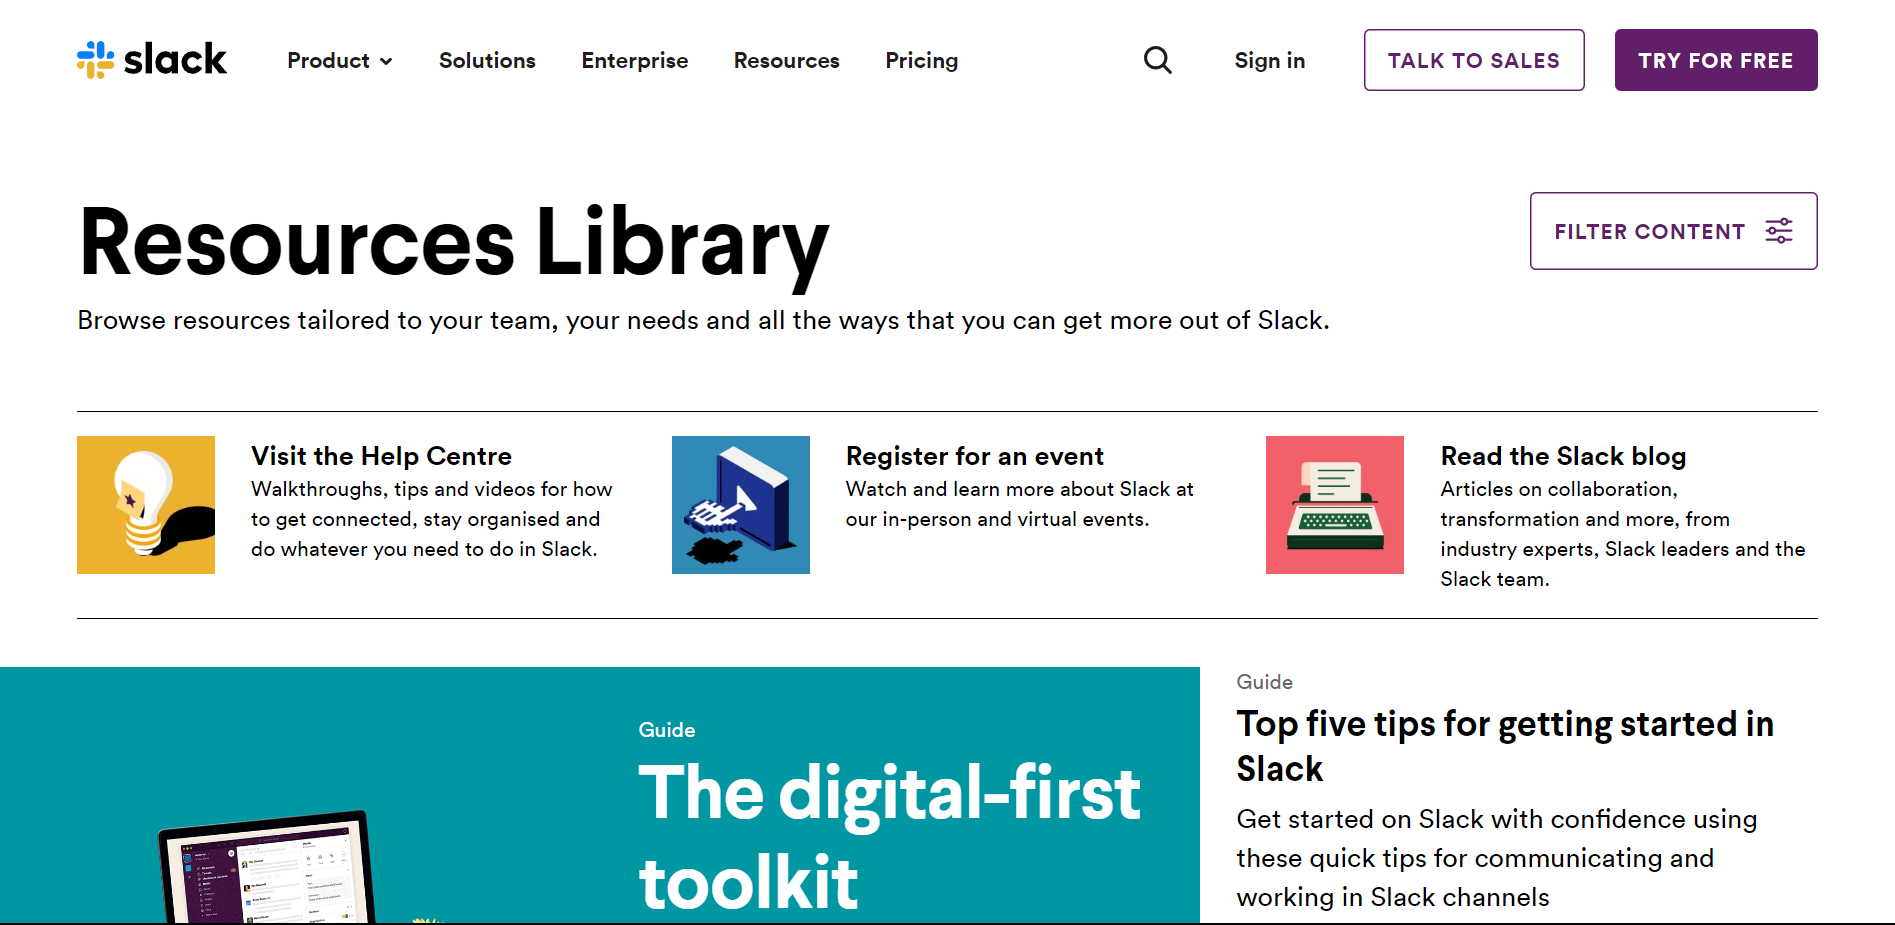 slack
Product
Solutions
Enterprise
Resources
Pricing
Sign in
TALK TO SALES
TRY FOR FREE
Resources Library
FILTER CONTENT
Browse resources tailored to your team, your needs and all the ways that you can get more out of Slack.
Visit the Help Centre
Walkthroughs, tips and videos for how
to get connected, stay organised and
do whatever you need to do in Slack.
Register for an event
Watch and learn more about Slack at
our in-person and virtual events.
Read the Slack blog
Articles on collaboration,
transformation and more, from
industry experts, Slack leaders and the
Slack team.
Guide
The digital-first
toolkit
Guide
Top five tips for getting started in
Slack
Get started on Slack with confidence using
these quick tips for communicating and
working in Slack channels